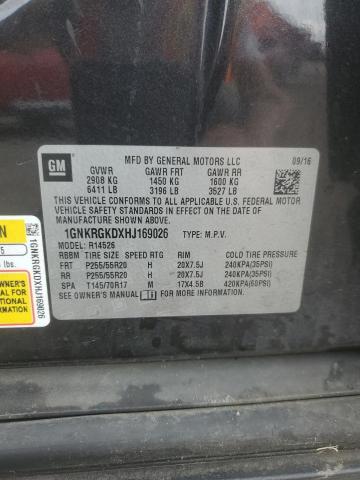 GM
MFD BY GENERAL MOTORS LLC 09/16
GVWR GAWR FRT GAWR RR
2908 KG 1450 KG 1600 KG
6411 LB 3196 LB 3527 LB
THIS VEHICLE CONFORMS TO ALL APPLICABLE U.S. FEDERAL MOTOR
VEHICLE SAFETY STANDARDS IN EFFECT ON THE DATE OF
MANUFACTURE SHOWN ABOVE.
1GNKRGKDXHJ169026 TYPE: M.P.V.
MODEL: R14526
RBBM TIRE SIZE SPEED RTG RIM COLD TIRE PRESSURE
FRT P255/55R20 H 20X7.5J 240KPA(35PSI)
RR P255/55R20 H 20X7.5J 240KPA(35PSI)
SPA T145/70R17 M 17X4.5B 420KPA(60PSI)
SEE OWNER'S MANUAL FOR MORE INFORMATION
1GNKRGKDXHJ169026
OWNER'S
FOR
ADDITIONAL
INFORMATION